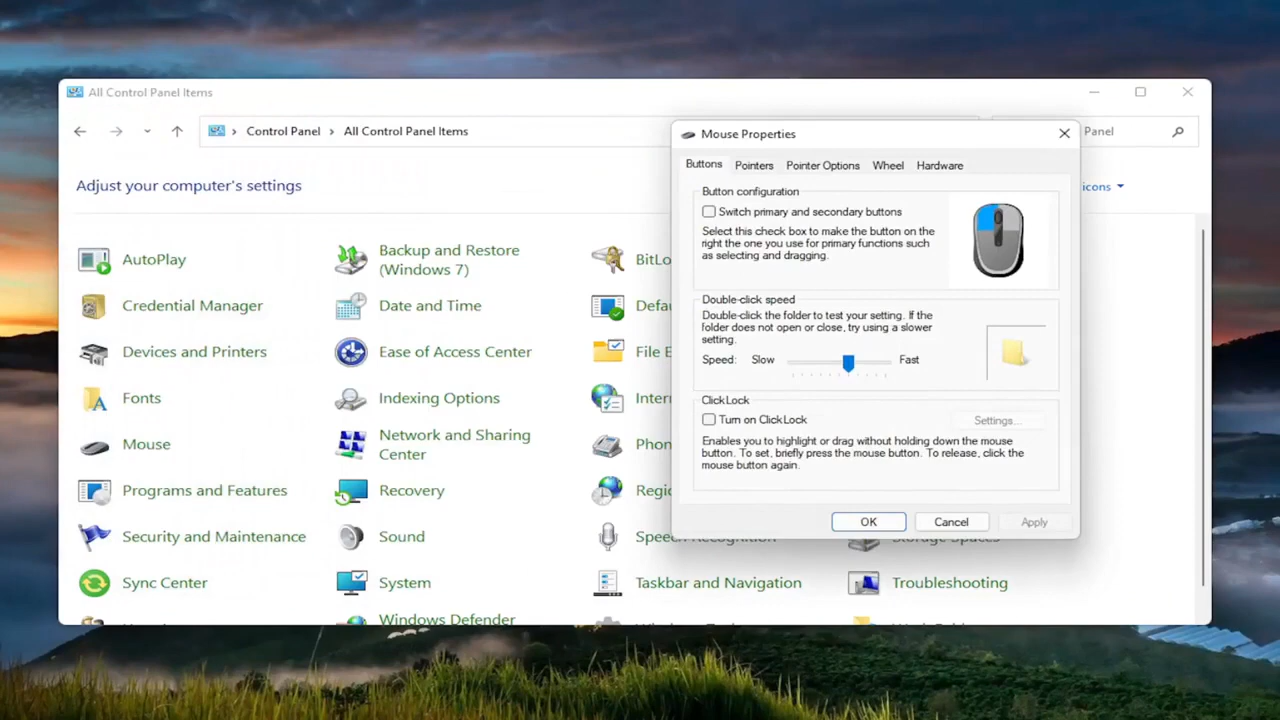 All Control Panel Items
Control Panel
All Control Panel Items
Panel
Adjust your computer's settings
icons
AutoPlay
Backup and Restore
(Windows 7)
Credential Manager
Date and Time
Devices and Printers
Ease of Access Center
File E
Fonts
Indexing Options
Mouse
Network and Sharing
Center
Programs and Features
Recovery
Security and Maintenance
Sound
Speech Recognition
Storage Spaces
Sync Center
System
Taskbar and Navigation
Troubleshooting
Windows Defender
Mouse Properties
Buttons
Pointers
Pointer Options
Wheel
Hardware
Button configuration
Switch primary and secondary buttons
Select this check box to make the button on the
right the one you use for primary functions such
as selecting and dragging.
Double-click speed
Double-click the folder to test your setting. If the
folder does not open or close, try using a slower
setting.
Speed: Slow Fast
ClickLock
Turn on ClickLock
Settings...
Enables you to highlight or drag without holding down the mouse
button. To set, briefly press the mouse button. To release, click the
mouse button again.
OK
Cancel
Apply